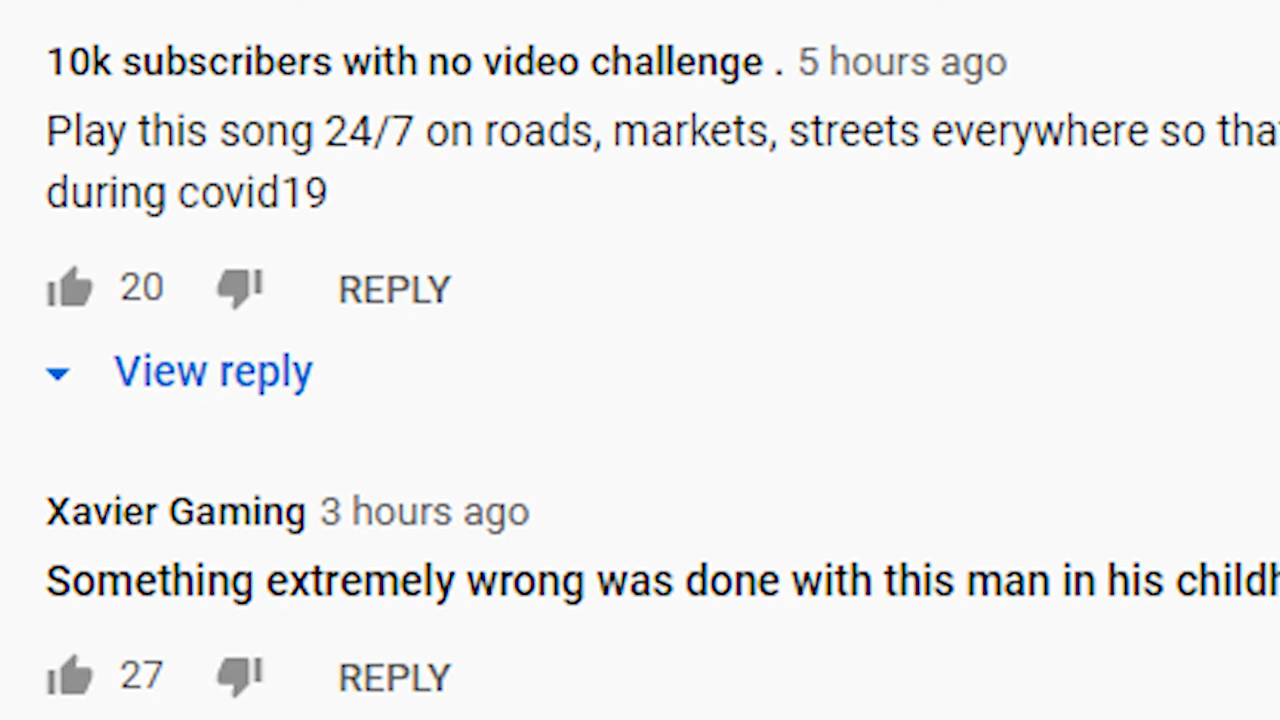 10k subscribers with no video challenge . 5 hours ago
Play this song 24/7 on roads, markets, streets everywhere so
during covid19
20 REPLY
View reply
Xavier Gaming 3 hours ago
Something extremely wrong was done with this man in his
27 REPLY